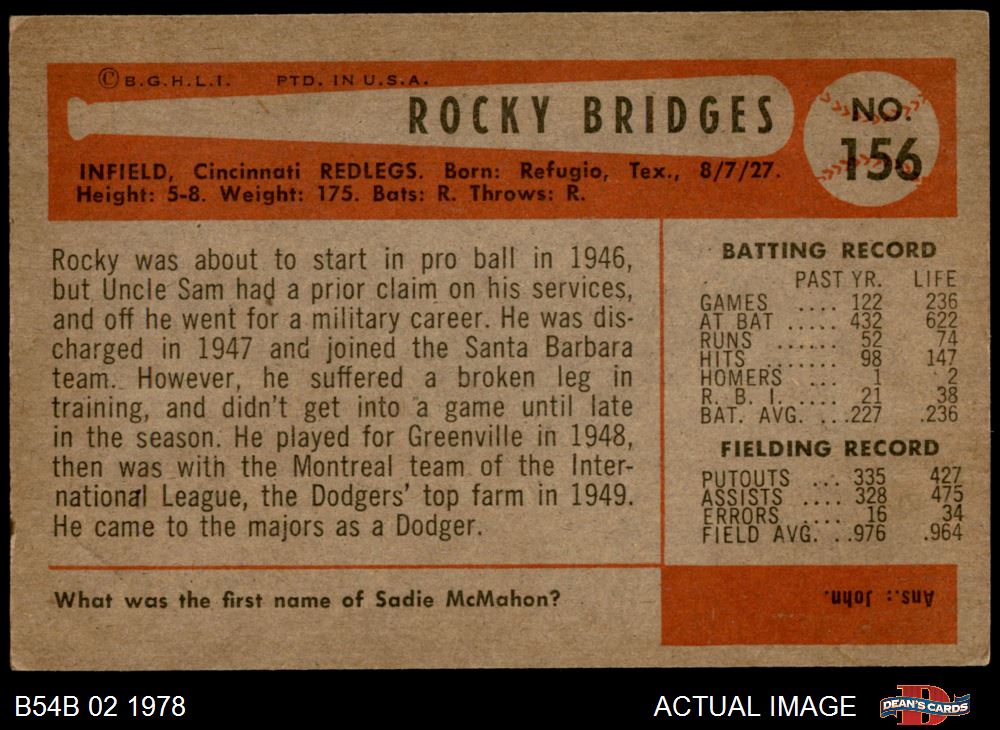 ©B.G.H.L.I. PTD. IN U.S.A.
ROCKY BRIDGES
NO.
156
INFIELD, Cincinnati REDLEGS. Born: Refugio, Tex., 8/7/27.
Height: 5-8. Weight: 175. Bats: R. Throws: R.
Rocky was about to start in pro ball in 1946,
but Uncle Sam had a prior claim on his services,
and off he went for a military career. He was dis-
charged in 1947 and joined the Santa Barbara
team. However, he suffered a broken leg in
training, and didn't get into a game until late
in the season. He played for Greenville in 1948,
then was with the Montreal team of the Inter-
national League, the Dodgers' top farm in 1949.
He came to the majors as a Dodger.
BATTING RECORD
PAST YR. LIFE
GAMES .... 122 236
AT BAT ..... 432 622
RUNS ...... 52 74
HITS ....... 98 147
HOMERS ... 1 2
R. B. I. .... 21 38
BAT. AVG. ...227 .236
FIELDING RECORD
PUTOUTS ... 335 427
ASSISTS .... 328 475
ERRORS .... 16 34
FIELD AVG. ..976 .964
What was the first name of Sadie McMahon?
Ans.: John.
B54B 02 1978
ACTUAL IMAGE
D
DEAN'S CARDS